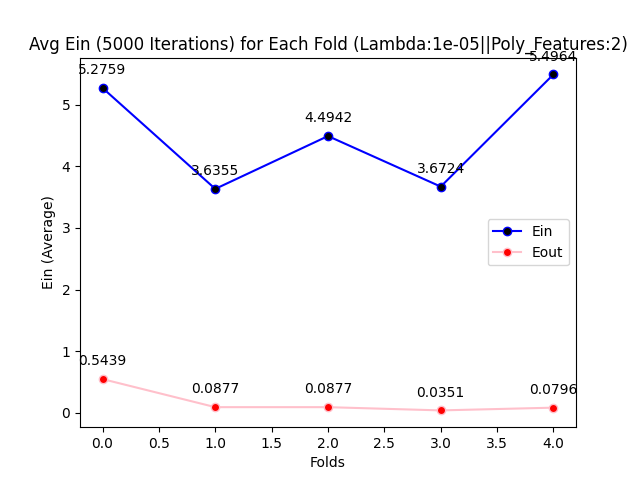 Avg Ein (5000 Iterations) for Each Fold (Lambda:1e-05||Poly_Features:2)
5.2759
3.6355
4.4942
3.6724
5.4964
0.5439
0.0877
0.0877
0.0351
0.0796
Ein
Eout
Ein (Average)
5
4
3
2
1
0
0.0 0.5 1.0 1.5 2.0 2.5 3.0 3.5 4.0
Folds